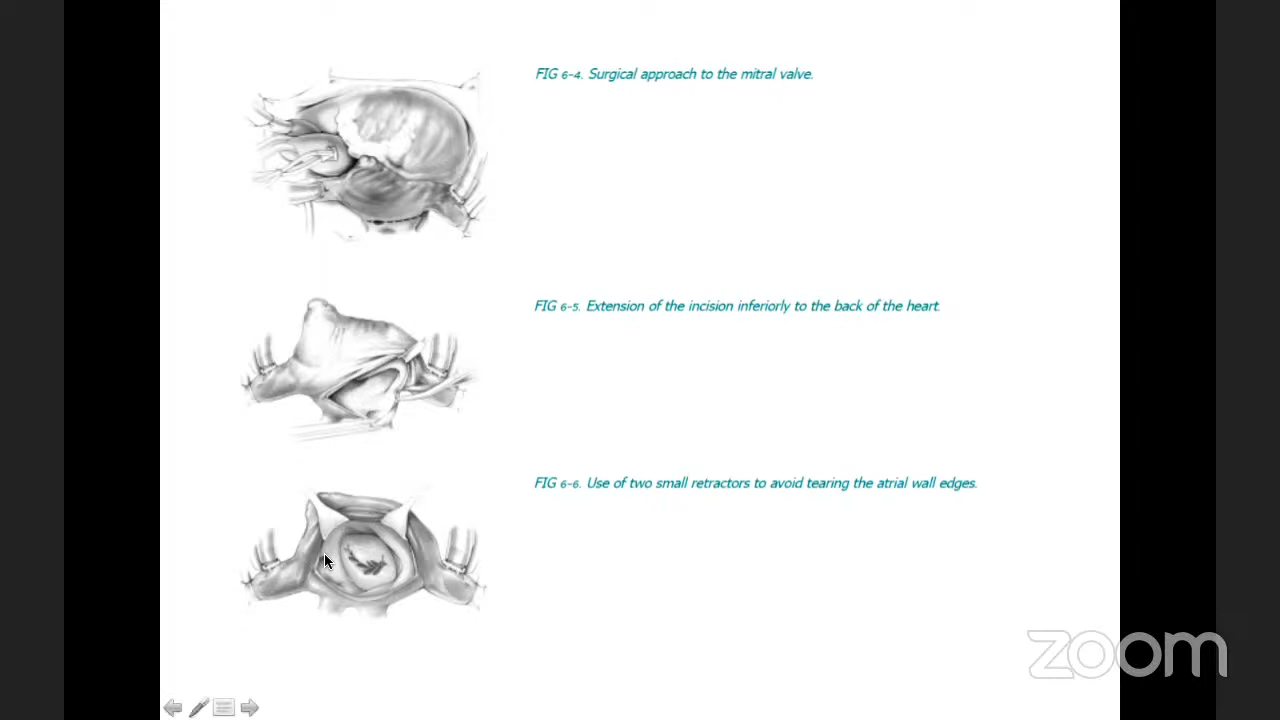 FIG 6-4. Surgical approach to the mitral valve.
FIG 6-5. Extension of the incision inferiorly to the back of the heart.
FIG 6-6. Use of two small retractors to avoid tearing the atrial wall edges.
zoom